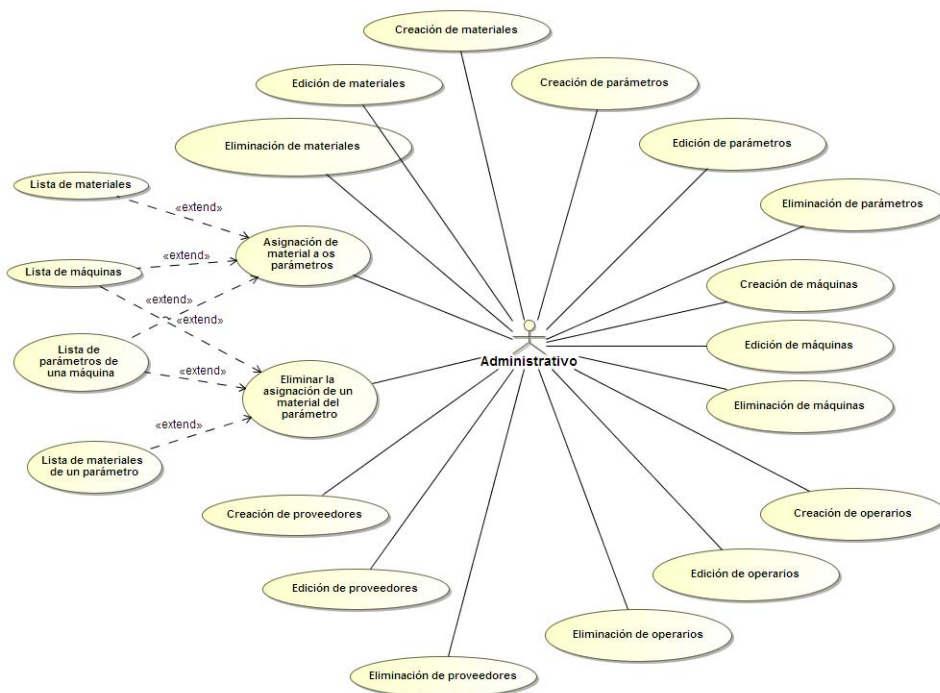 Creación de materiales
Edición de materiales
Creación de parámetros
Eliminación de materiales
Edición de parámetros
Lista de materiales
«extend»
Eliminación de parámetros
Asignación de
material a os
parámetros
«extend»
Lista de máquinas
Creación de máquinas
«extend»
«extend»
Administrativo
Edición de máquinas
Lista de
parámetros de
una máquina
«extend»
Eliminar la
asignación de un
material del
parámetro
Eliminación de máquinas
«extend»
Lista de materiales
de un parámetro
Creación de proveedores
Creación de operarios
Edición de proveedores
Edición de operarios
Eliminación de operarios
Eliminación de proveedores